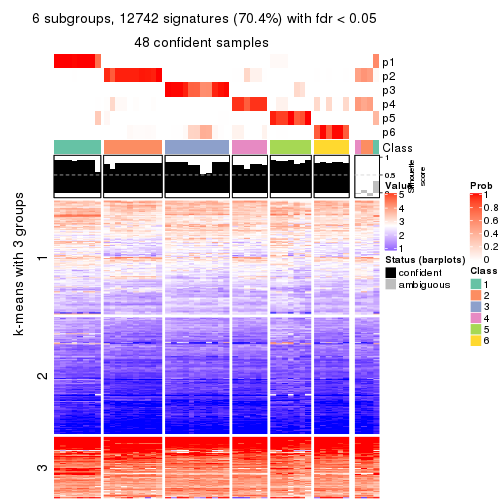 6 subgroups, 12742 signatures (70.4%) with fdr < 0.05
48 confident samples
p1
p2
p3
p4
p5
p6
Class
1
0.5
0
Silhouette
score
k-means with 3 groups
1
2
3
Value
5
4
3
2
1
Status (barplots)
confident
ambiguous
Prob
1
0.8
0.6
0.4
0.2
0
Class
1
2
3
4
5
6